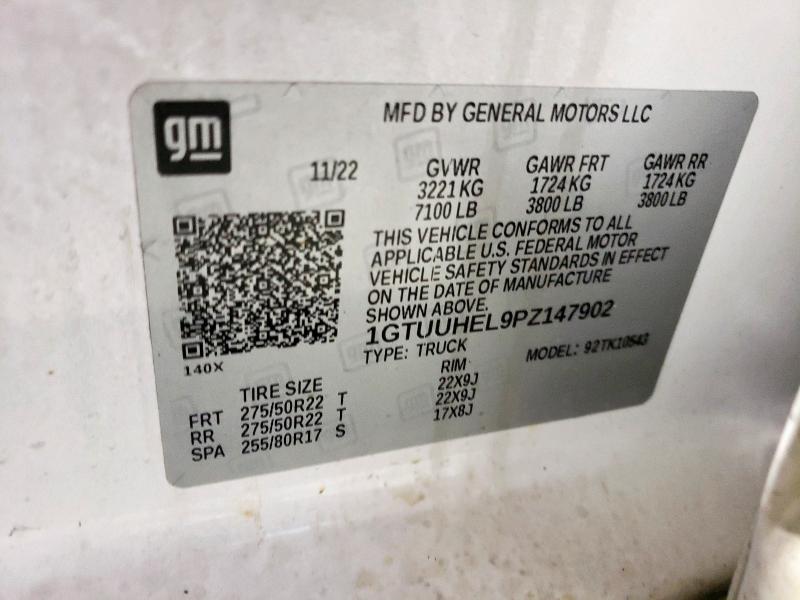 gm
MFD BY GENERAL MOTORS LLC
11/22 GVWR GAWR FRT GAWR RR
3221 KG 1724 KG 1724 KG
7100 LB 3800 LB 3800 LB
THIS VEHICLE CONFORMS TO ALL
APPLICABLE U.S. FEDERAL MOTOR
VEHICLE SAFETY STANDARDS IN EFFECT
ON THE DATE OF MANUFACTURE
SHOWN ABOVE.
1GTUUHEL9PZ147902
TYPE: TRUCK MODEL: 92TK10543
140X
TIRE SIZE RIM
FRT 275/50R22 T 22X9J
RR 275/50R22 T 22X9J
SPA 255/80R17 S 17X8J